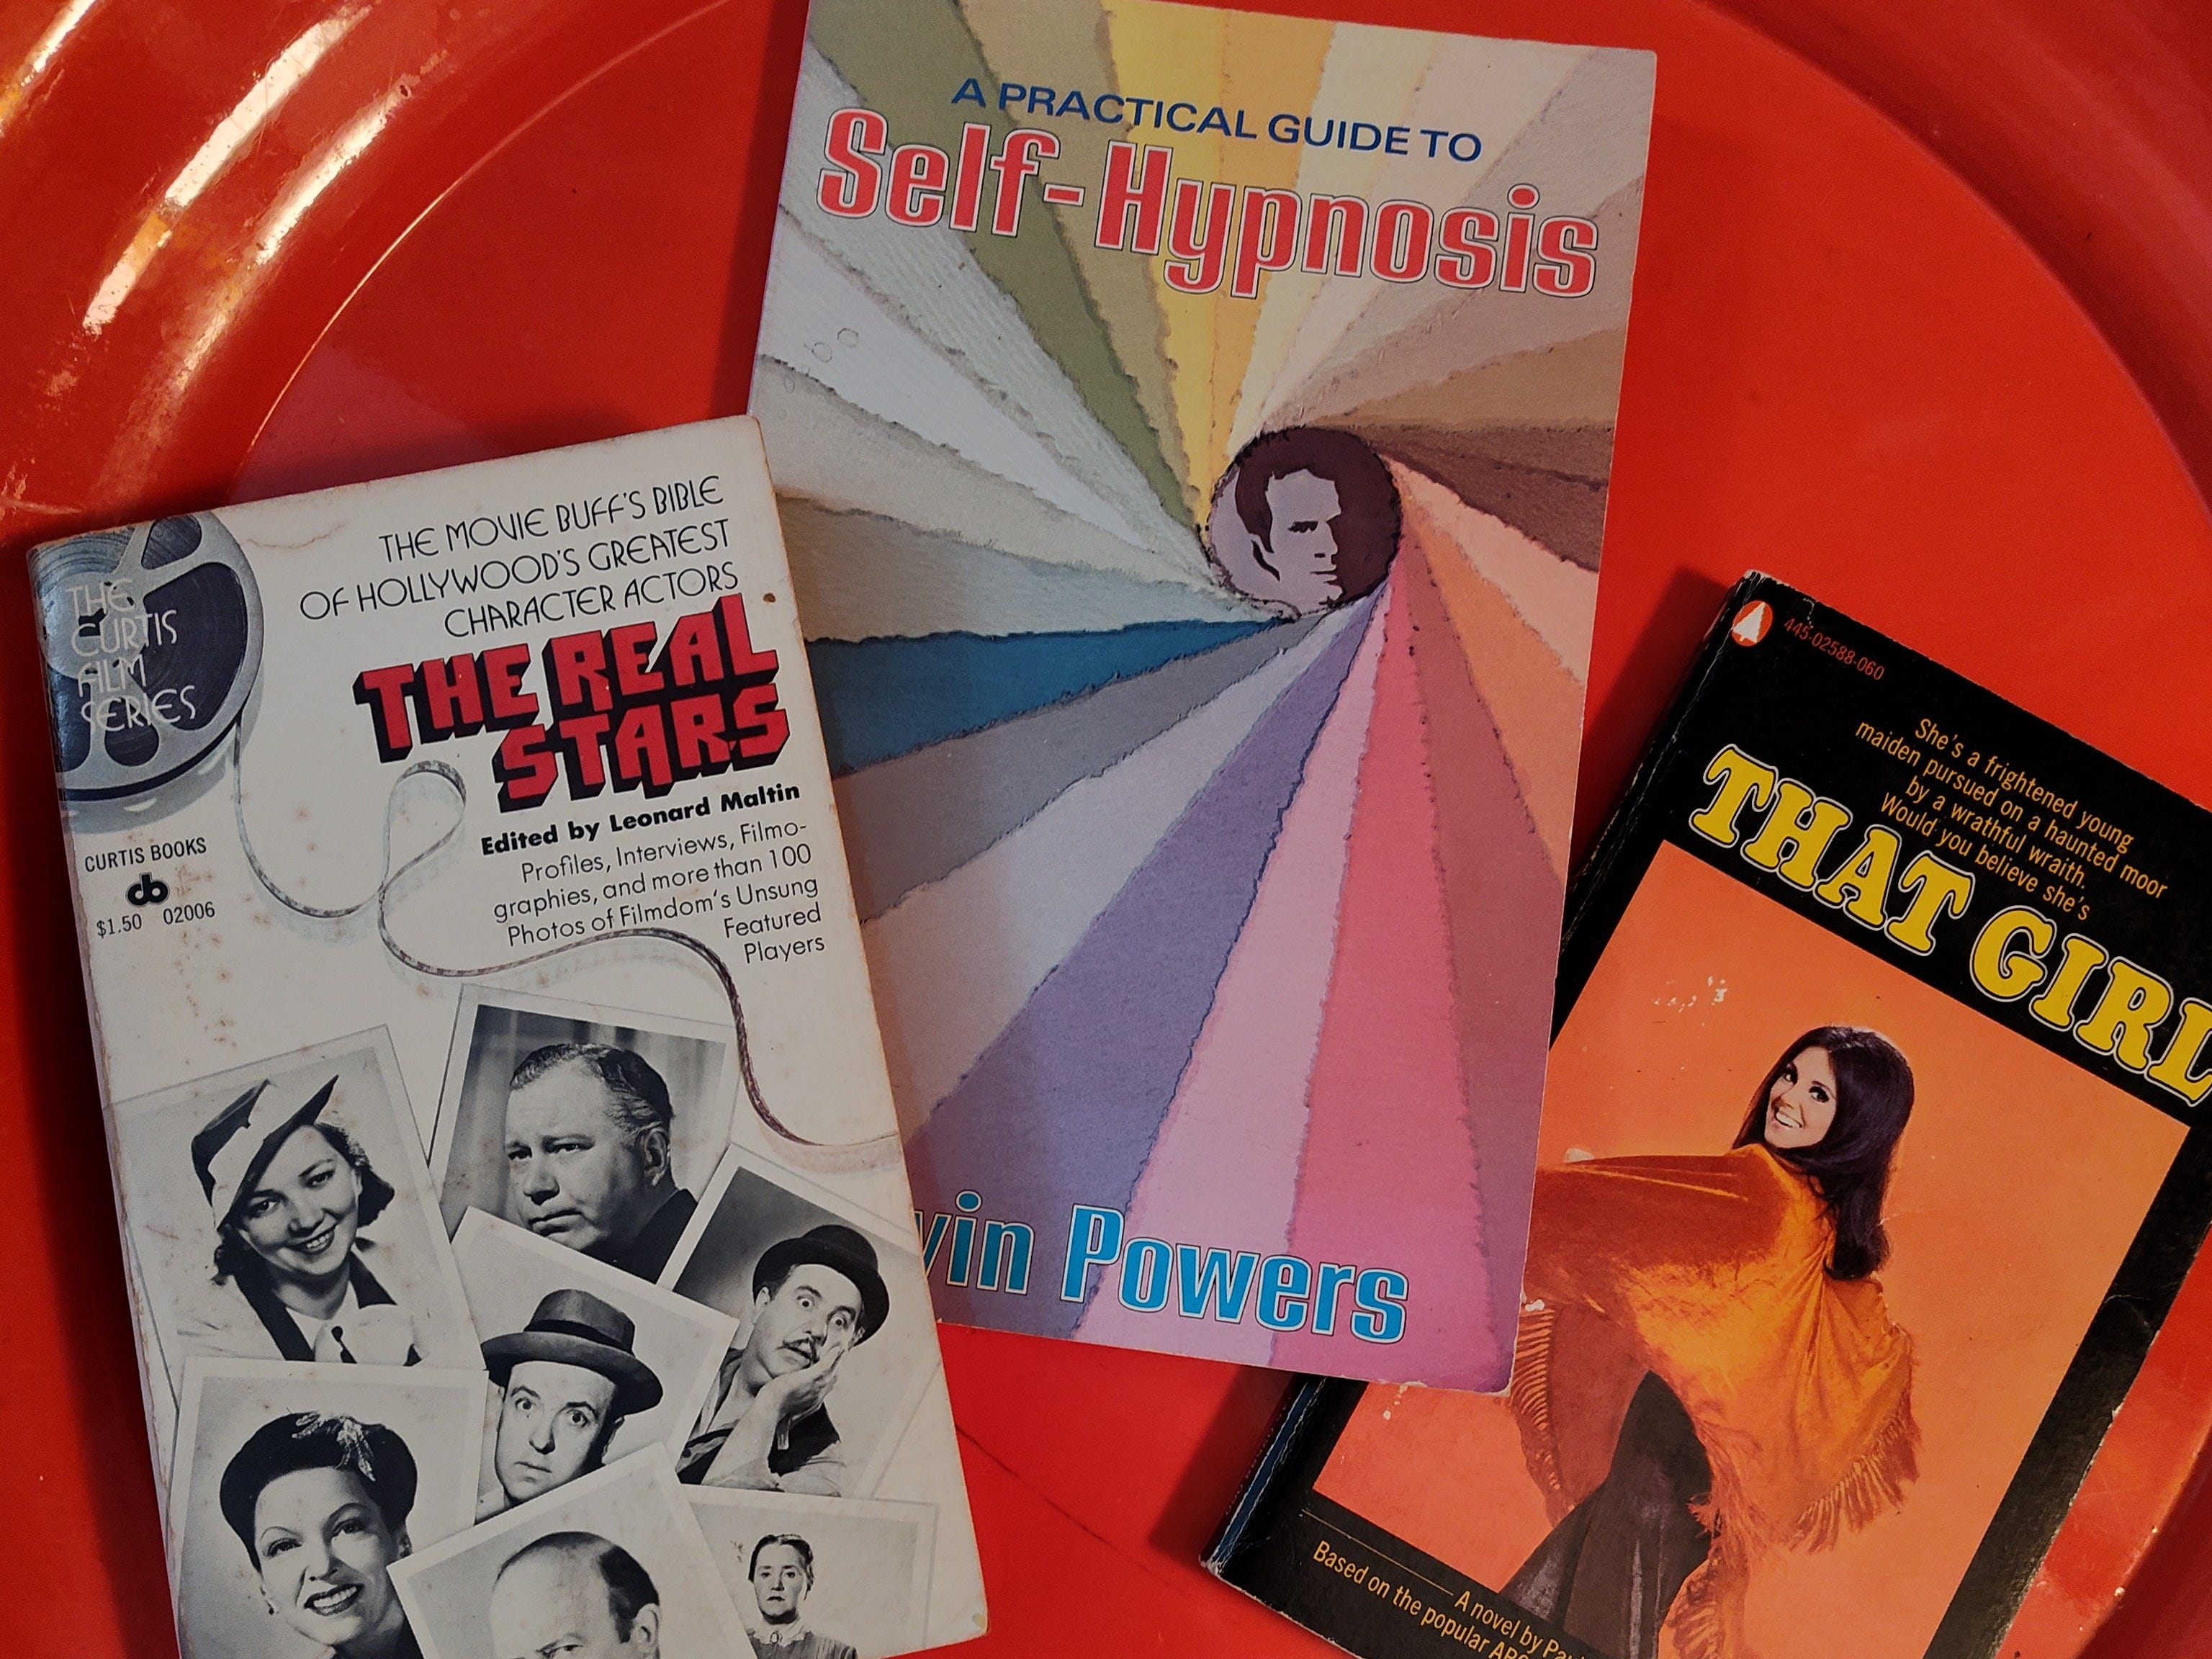 THE
CURTIS
FILM
SERIES
THE MOVIE BUFF'S BIBLE
OF HOLLYWOOD'S GREATEST
CHARACTER ACTORS
THE REAL
STARS
Edited by Leonard Maltin
Profiles, Interviews, Filmo-
graphies, and more than 100
Photos of Filmdom's Unsung
Featured
Players
CURTIS BOOKS
cb
$1.50 02006
A PRACTICAL GUIDE TO
Self-Hypnosis
vin Powers
445-02588-060
She's a frightened young
maiden pursued on a haunted moor
by a wrathful wraith.
Would you believe she's
THAT GIRL
A novel by Pau
Based on the popular ABC